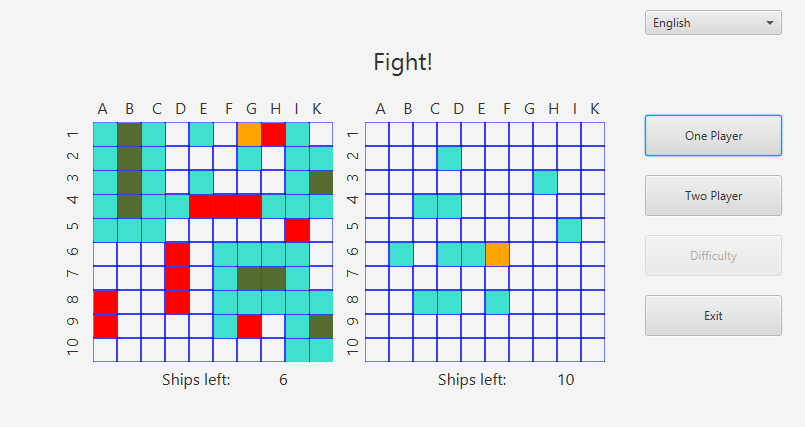 English
Fight!
A B C D E F G H I K
A B C D E F G H I K
1
2
3
4
5
6
7
8
9
10
1
2
3
4
5
6
7
8
9
10
One Player
Two Player
Difficulty
Exit
Ships left: 6
Ships left: 10